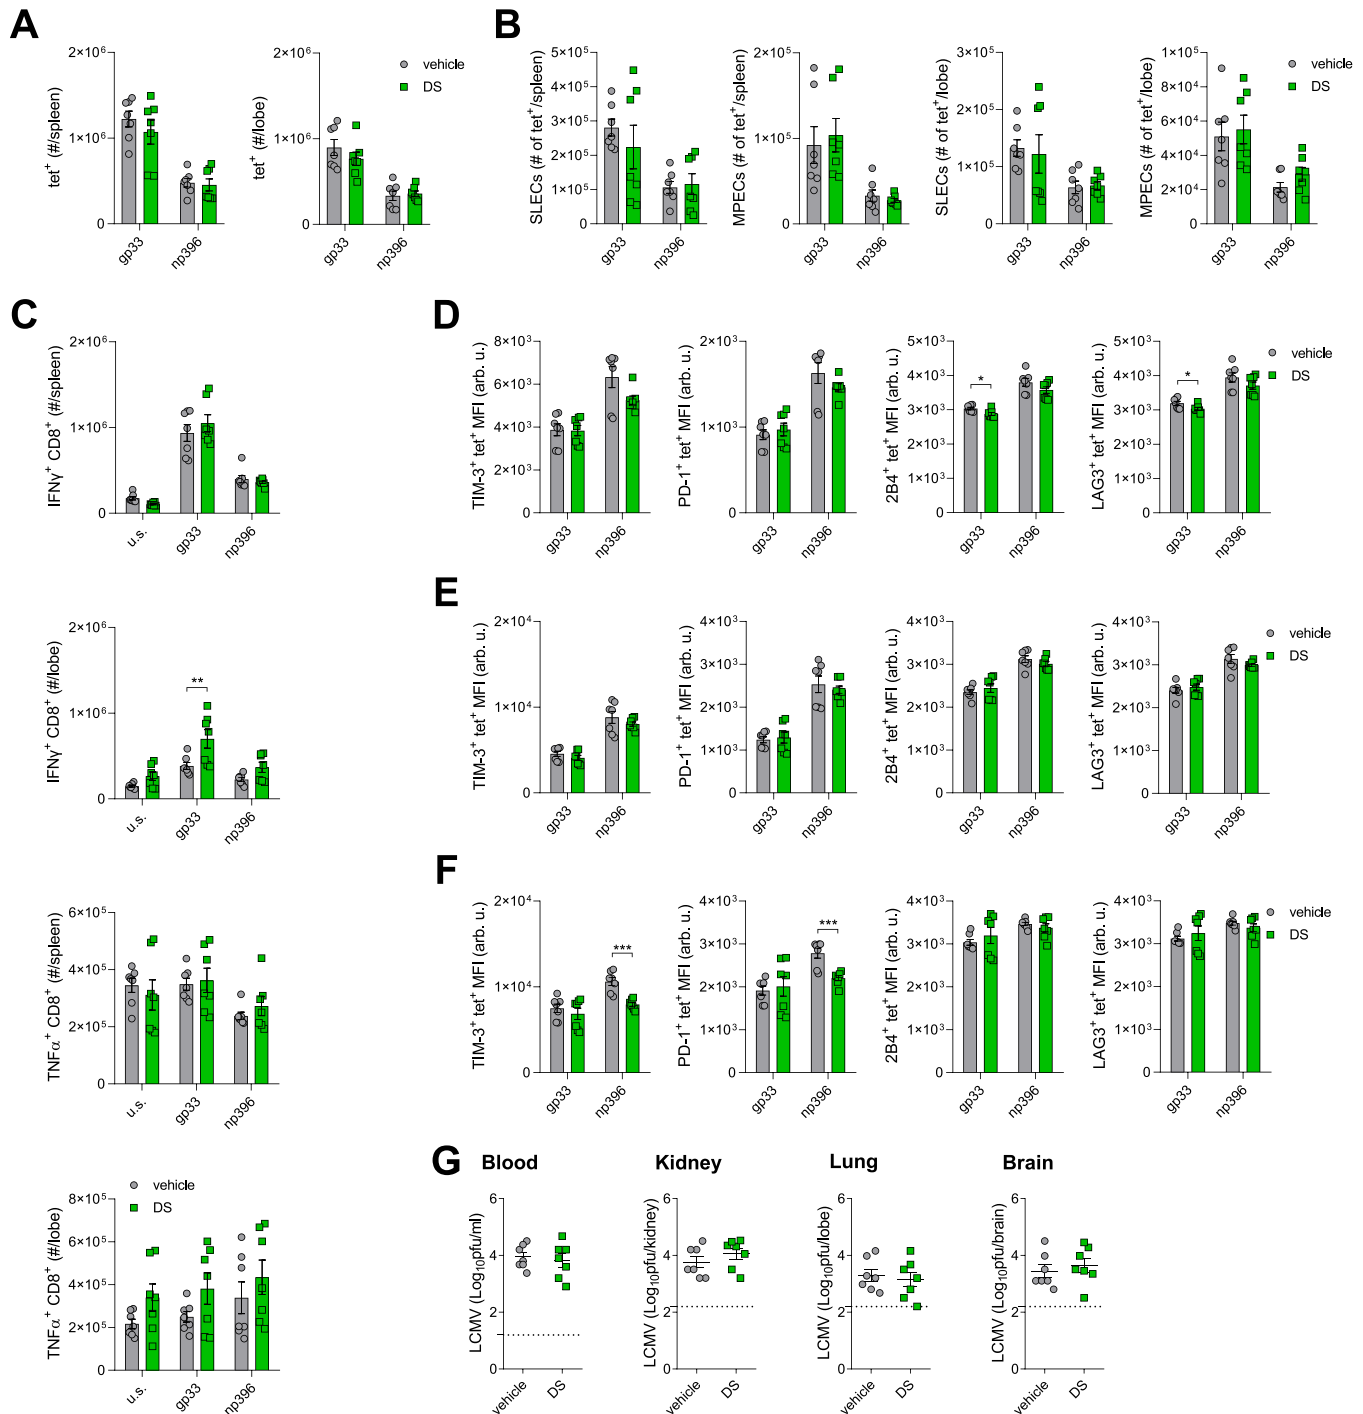 A
tet⁺ (#/spleen)
2×10⁶
1×10⁶
0
gp33
np396
tet⁺ (#/lobe)
2×10⁶
1×10⁶
0
gp33
np396
vehicle
DS
B
SLECs (# of tet⁺/spleen)
5×10⁵
4×10⁵
3×10⁵
2×10⁵
1×10⁵
0
gp33
np396
MPECs (# of tet⁺/spleen)
2×10⁵
1×10⁵
0
gp33
np396
SLECs (# of tet⁺/lobe)
3×10⁵
2×10⁵
1×10⁵
0
gp33
np396
MPECs (# of tet⁺/lobe)
1×10⁵
8×10⁴
6×10⁴
4×10⁴
2×10⁴
0
gp33
np396
vehicle
DS
C
IFNγ⁺ CD8⁺ (#/spleen)
2×10⁶
1×10⁶
0
u.s.
gp33
np396
IFNγ⁺ CD8⁺ (#/lobe)
2×10⁶
1×10⁶
0
**
u.s.
gp33
np396
TNFα⁺ CD8⁺ (#/spleen)
6×10⁵
4×10⁵
2×10⁵
0
u.s.
gp33
np396
TNFα⁺ CD8⁺ (#/lobe)
8×10⁵
6×10⁵
4×10⁵
2×10⁵
0
vehicle
DS
u.s.
gp33
np396
D
TIM-3⁺ tet⁺ MFI (arb. u.)
8×10³
6×10³
4×10³
2×10³
0
gp33
np396
PD-1⁺ tet⁺ MFI (arb. u.)
2×10³
1×10³
0
gp33
np396
2B4⁺ tet⁺ MFI (arb. u.)
5×10³
4×10³
3×10³
2×10³
1×10³
0
*
gp33
np396
LAG3⁺ tet⁺ MFI (arb. u.)
5×10³
4×10³
3×10³
2×10³
1×10³
0
*
gp33
np396
vehicle
DS
E
TIM-3⁺ tet⁺ MFI (arb. u.)
2×10⁴
1×10⁴
0
gp33
np396
PD-1⁺ tet⁺ MFI (arb. u.)
4×10³
3×10³
2×10³
1×10³
0
gp33
np396
2B4⁺ tet⁺ MFI (arb. u.)
4×10³
3×10³
2×10³
1×10³
0
gp33
np396
LAG3⁺ tet⁺ MFI (arb. u.)
4×10³
3×10³
2×10³
1×10³
0
gp33
np396
vehicle
DS
F
TIM-3⁺ tet⁺ MFI (arb. u.)
2×10⁴
1×10⁴
0
***
gp33
np396
PD-1⁺ tet⁺ MFI (arb. u.)
4×10³
3×10³
2×10³
1×10³
0
***
gp33
np396
2B4⁺ tet⁺ MFI (arb. u.)
4×10³
3×10³
2×10³
1×10³
0
gp33
np396
LAG3⁺ tet⁺ MFI (arb. u.)
4×10³
3×10³
2×10³
1×10³
0
gp33
np396
vehicle
DS
G
Blood
LCMV (Log₁₀pfu/ml)
6
4
2
0
vehicle
DS
Kidney
LCMV (Log₁₀pfu/kidney)
6
4
2
0
vehicle
DS
Lung
LCMV (Log₁₀pfu/lobe)
6
4
2
0
vehicle
DS
Brain
LCMV (Log₁₀pfu/brain)
6
4
2
0
vehicle
DS